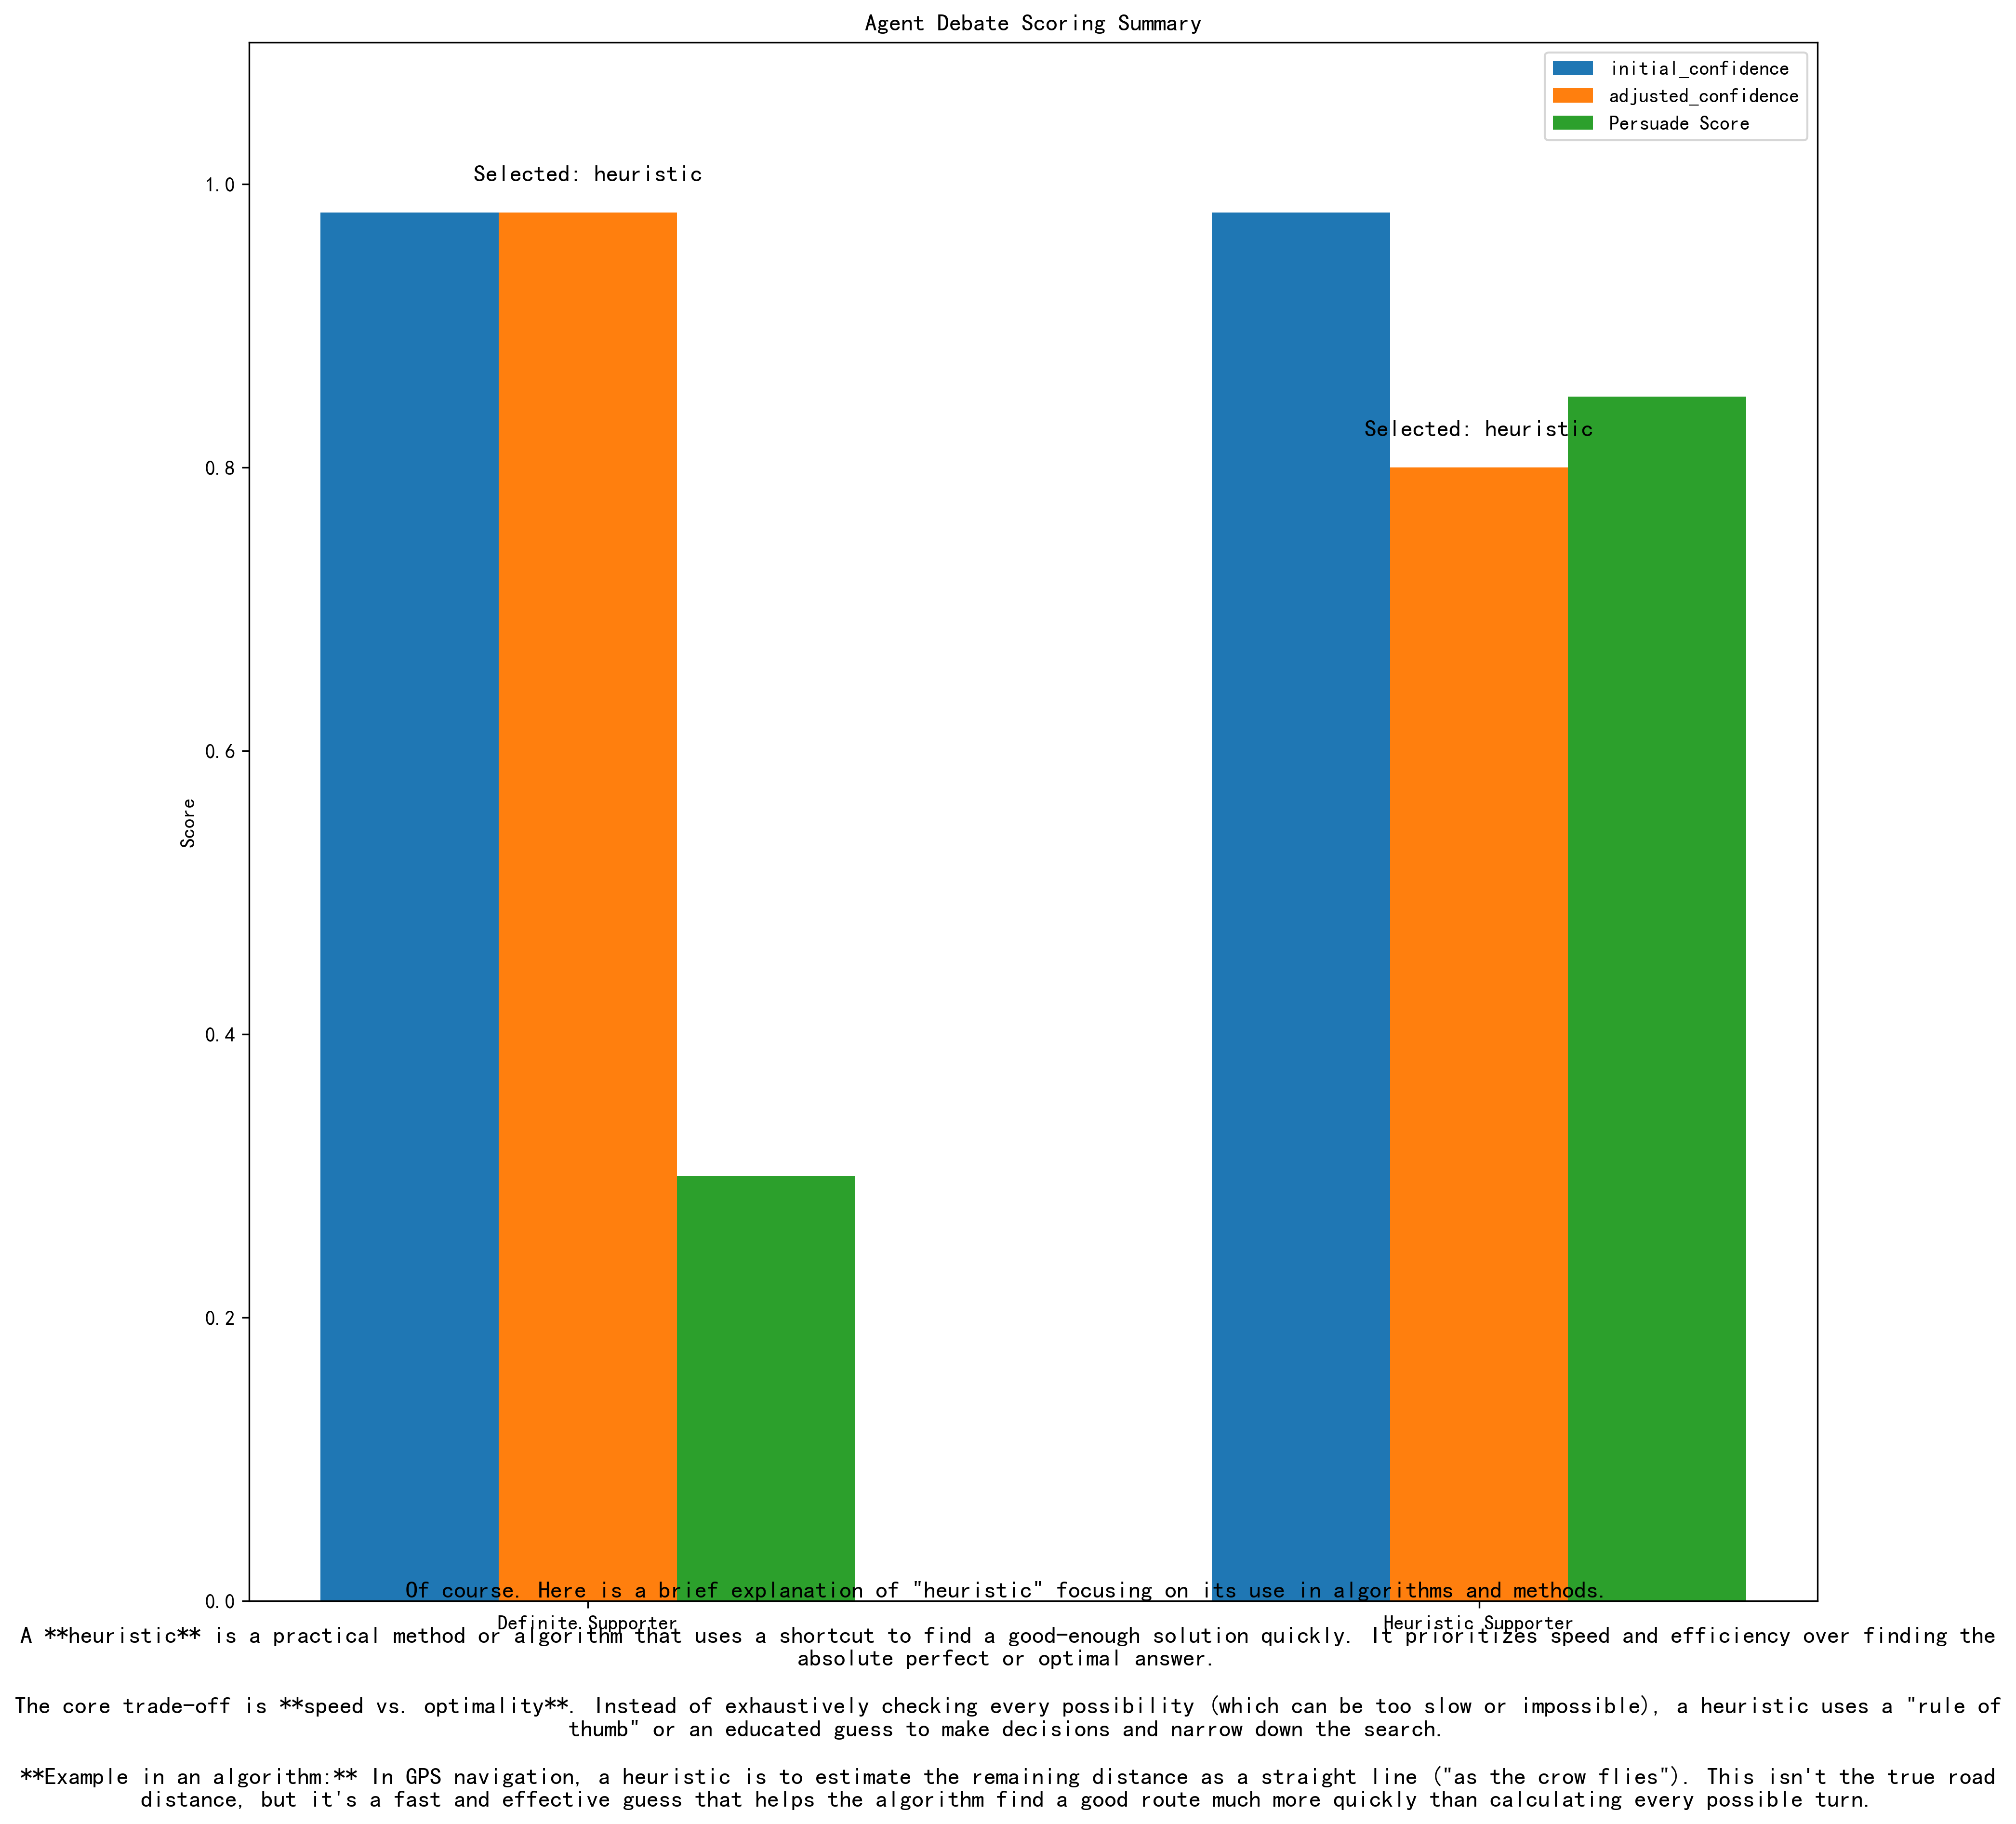 Agent Debate Scoring Summary
initial_confidence
adjusted_confidence
Persuade Score
Selected: heuristic
Selected: heuristic
1.0
0.8
0.6
0.4
0.2
0.0
Score
Of course. Here is a brief explanation of "heuristic" focusing on its use in algorithms and methods.
Definite Supporter
Heuristic Supporter
A **heuristic** is a practical method or algorithm that uses a shortcut to find a good-enough solution quickly. It prioritizes speed and efficiency over finding the
absolute perfect or optimal answer.
The core trade-off is **speed vs. optimality**. Instead of exhaustively checking every possibility (which can be too slow or impossible), a heuristic uses a "rule of
thumb" or an educated guess to make decisions and narrow down the search.
**Example in an algorithm:** In GPS navigation, a heuristic is to estimate the remaining distance as a straight line ("as the crow flies"). This isn't the true road
distance, but it's a fast and effective guess that helps the algorithm find a good route much more quickly than calculating every possible turn.